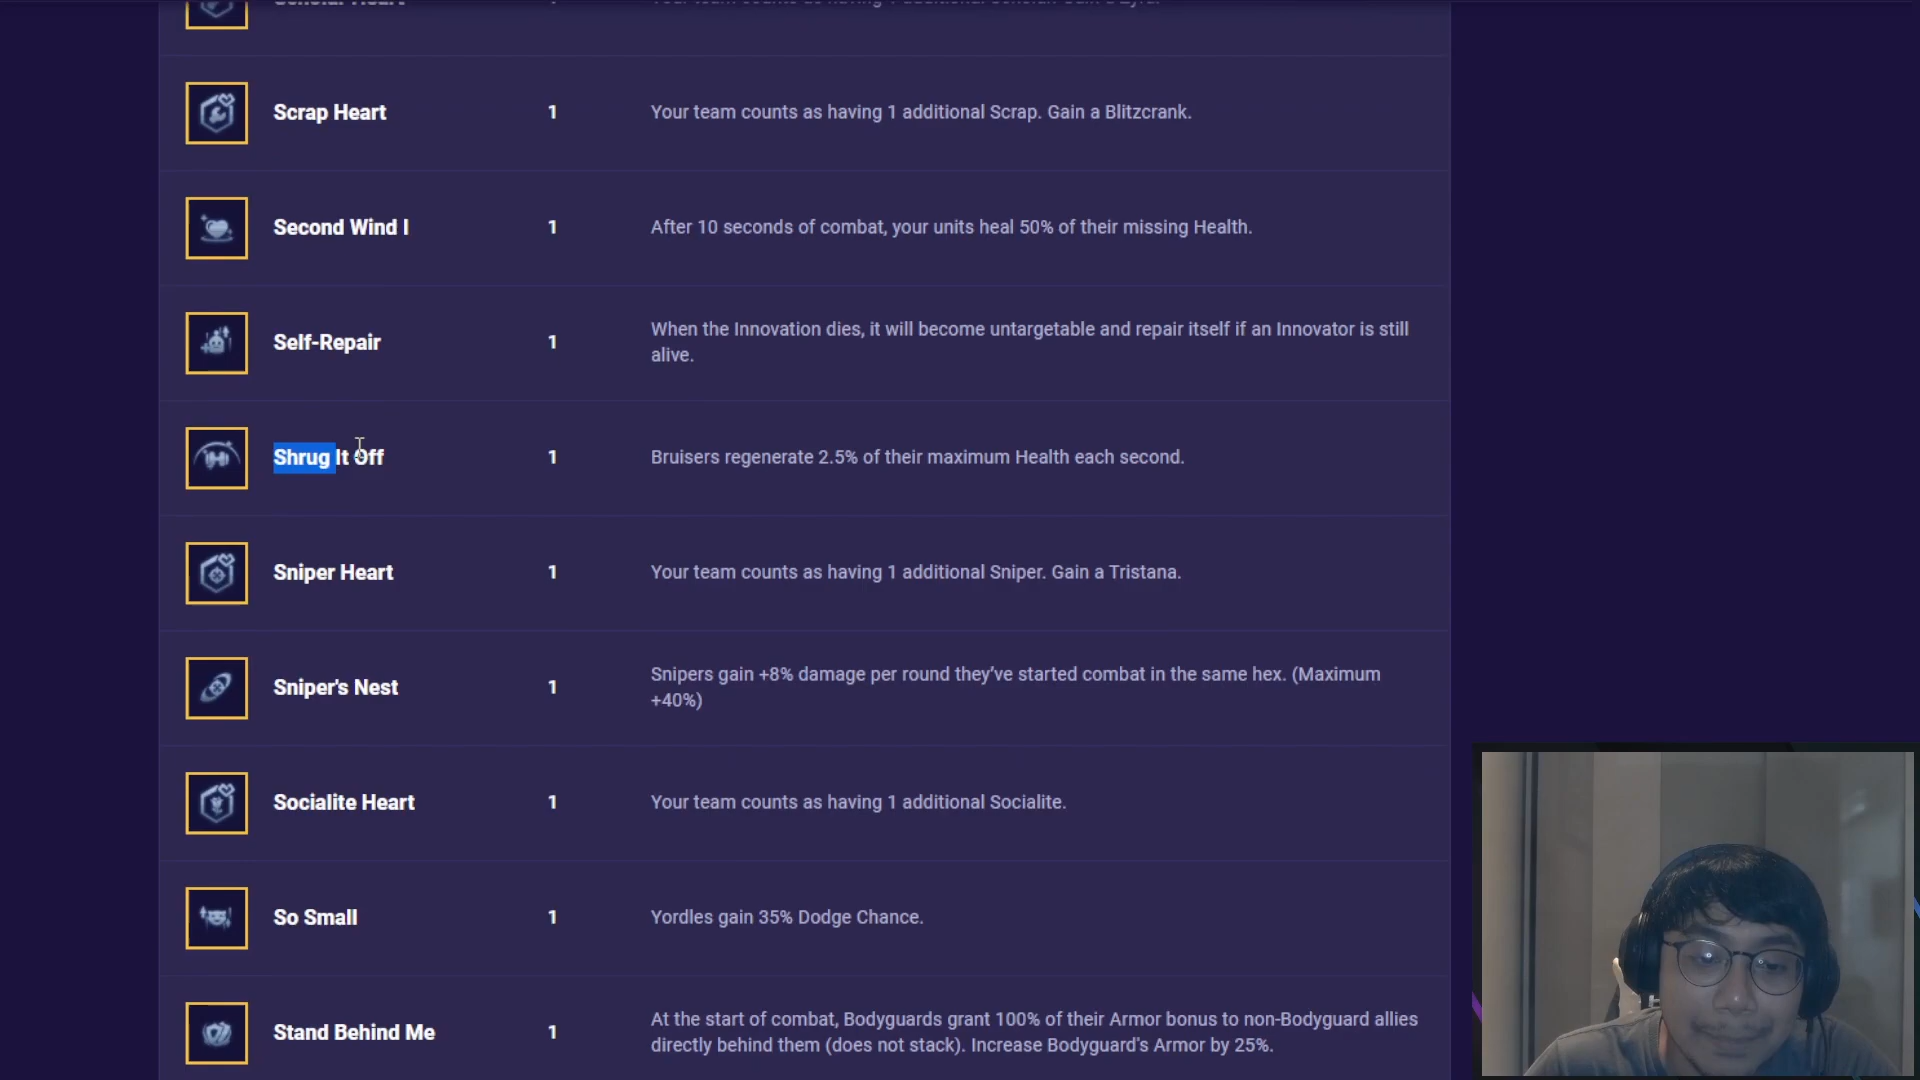 Scrap Heart 1 Your team counts as having 1 additional Scrap. Gain a Blitzcrank.
Second Wind I 1 After 10 seconds of combat, your units heal 50% of their missing Health.
Self-Repair 1 When the Innovation dies, it will become untargetable and repair itself if an Innovator is still
alive.
Shrug It Off 1 Bruisers regenerate 2.5% of their maximum Health each second.
Sniper Heart 1 Your team counts as having 1 additional Sniper. Gain a Tristana.
Sniper's Nest 1 Snipers gain +8% damage per round they've started combat in the same hex. (Maximum
+40%)
Socialite Heart 1 Your team counts as having 1 additional Socialite.
So Small 1 Yordles gain 35% Dodge Chance.
Stand Behind Me 1 At the start of combat, Bodyguards grant 100% of their Armor bonus to non-Bodyguard allies
directly behind them (does not stack). Increase Bodyguard's Armor by 25%.